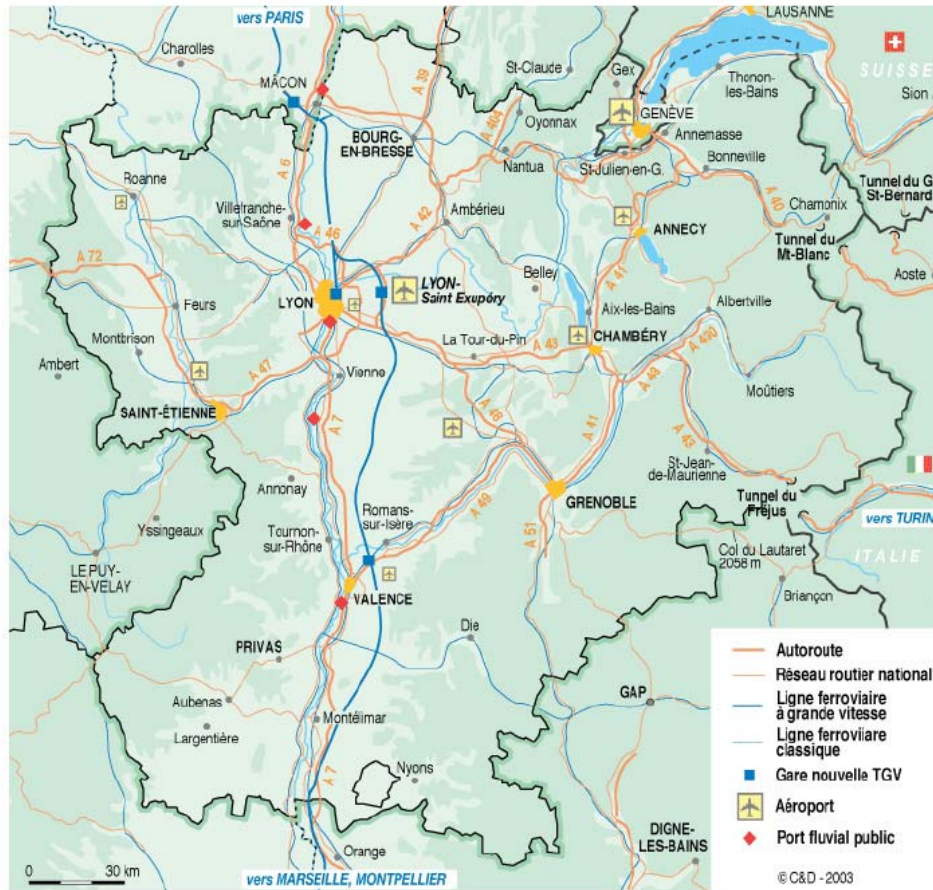 vers PARIS
LAUSANNE
Charolles
St-Claude
Gex
Thonon-
les-Bains
SUISSE
Sion
MÂCON
A 39
A 404
Oyonnax
GENÈVE
Annemasse
BOURG-
EN-BRESSE
Nantua
St-Julien-en-G.
Bonneville
Tunnel du G
St-Bernard
A 6
Roanne
Villefranche-
sur-Saône
A 46
A 42
Ambérieu
ANNECY
A 40
Chamonix
Tunnel du
Mt-Blanc
Aoste
A 72
LYON
LYON-
Saint Exupéry
Belley
A 41
Feurs
Aix-les-Bains
Albertville
Montbrison
La Tour-du-Pin
A 43
CHAMBÉRY
A 430
A 43
Ambert
A 47
Vienne
Moûtiers
SAINT-ÉTIENNE
A 7
A 48
A 41
A 43
St-Jean-
de-Maurienne
Annonay
GRENOBLE
Tunnel du
Fréjus
vers TURIN
Yssingeaux
Romans-
sur-Isère
A 49
A 51
Tournon-
sur-Rhône
Col du Lautaret
2058 m
ITALIE
LE PUY-
EN-VELAY
VALENCE
Briançon
PRIVAS
Die
Aubenas
GAP
Largentière
Montélimar
A 7
Nyons
Orange
DIGNE-
LES-BAINS
vers MARSEILLE, MONTPELLIER
0 30 km
Autoroute
Réseau routier national
Ligne ferroviaire
à grande vitesse
Ligne ferroviiare
classique
Gare nouvelle TGV
Aéroport
Port fluvial public
© C&D - 2003